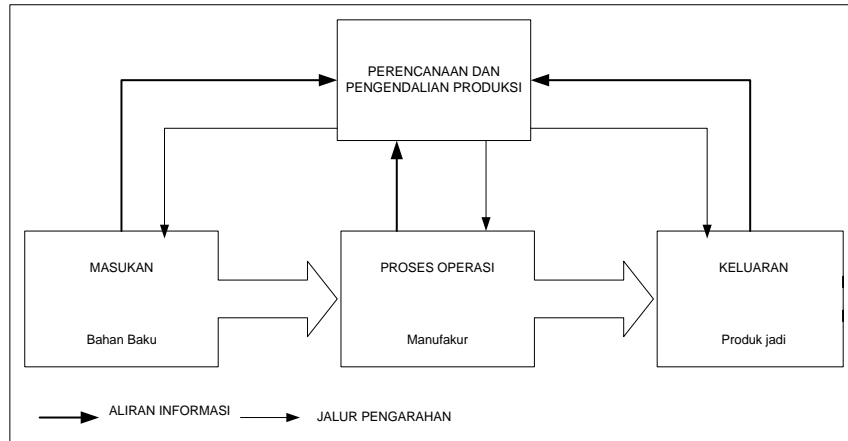 PERENCANAAN DAN
PENGENDALIAN PRODUKSI
MASUKAN
Bahan Baku
PROSES OPERASI
Manufakur
KELUARAN
Produk jadi
ALIRAN INFORMASI
JALUR PENGARAHAN